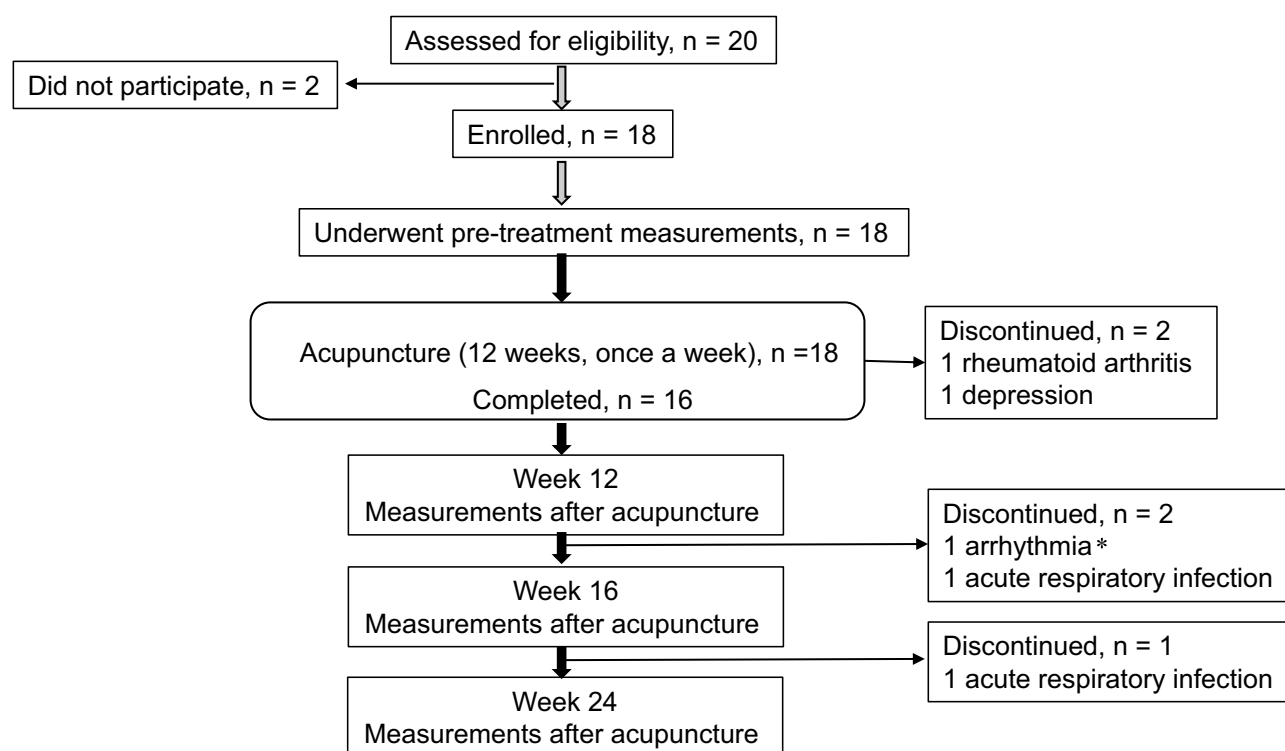 Assessed for eligibility, n = 20
Did not participate, n = 2
Enrolled, n = 18
Underwent pre-treatment measurements, n = 18
Acupuncture (12 weeks, once a week), n =18
Completed, n = 16
Discontinued, n = 2
1 rheumatoid arthritis
1 depression
Week 12
Measurements after acupuncture
Discontinued, n = 2
1 arrhythmia*
1 acute respiratory infection
Week 16
Measurements after acupuncture
Discontinued, n = 1
1 acute respiratory infection
Week 24
Measurements after acupuncture